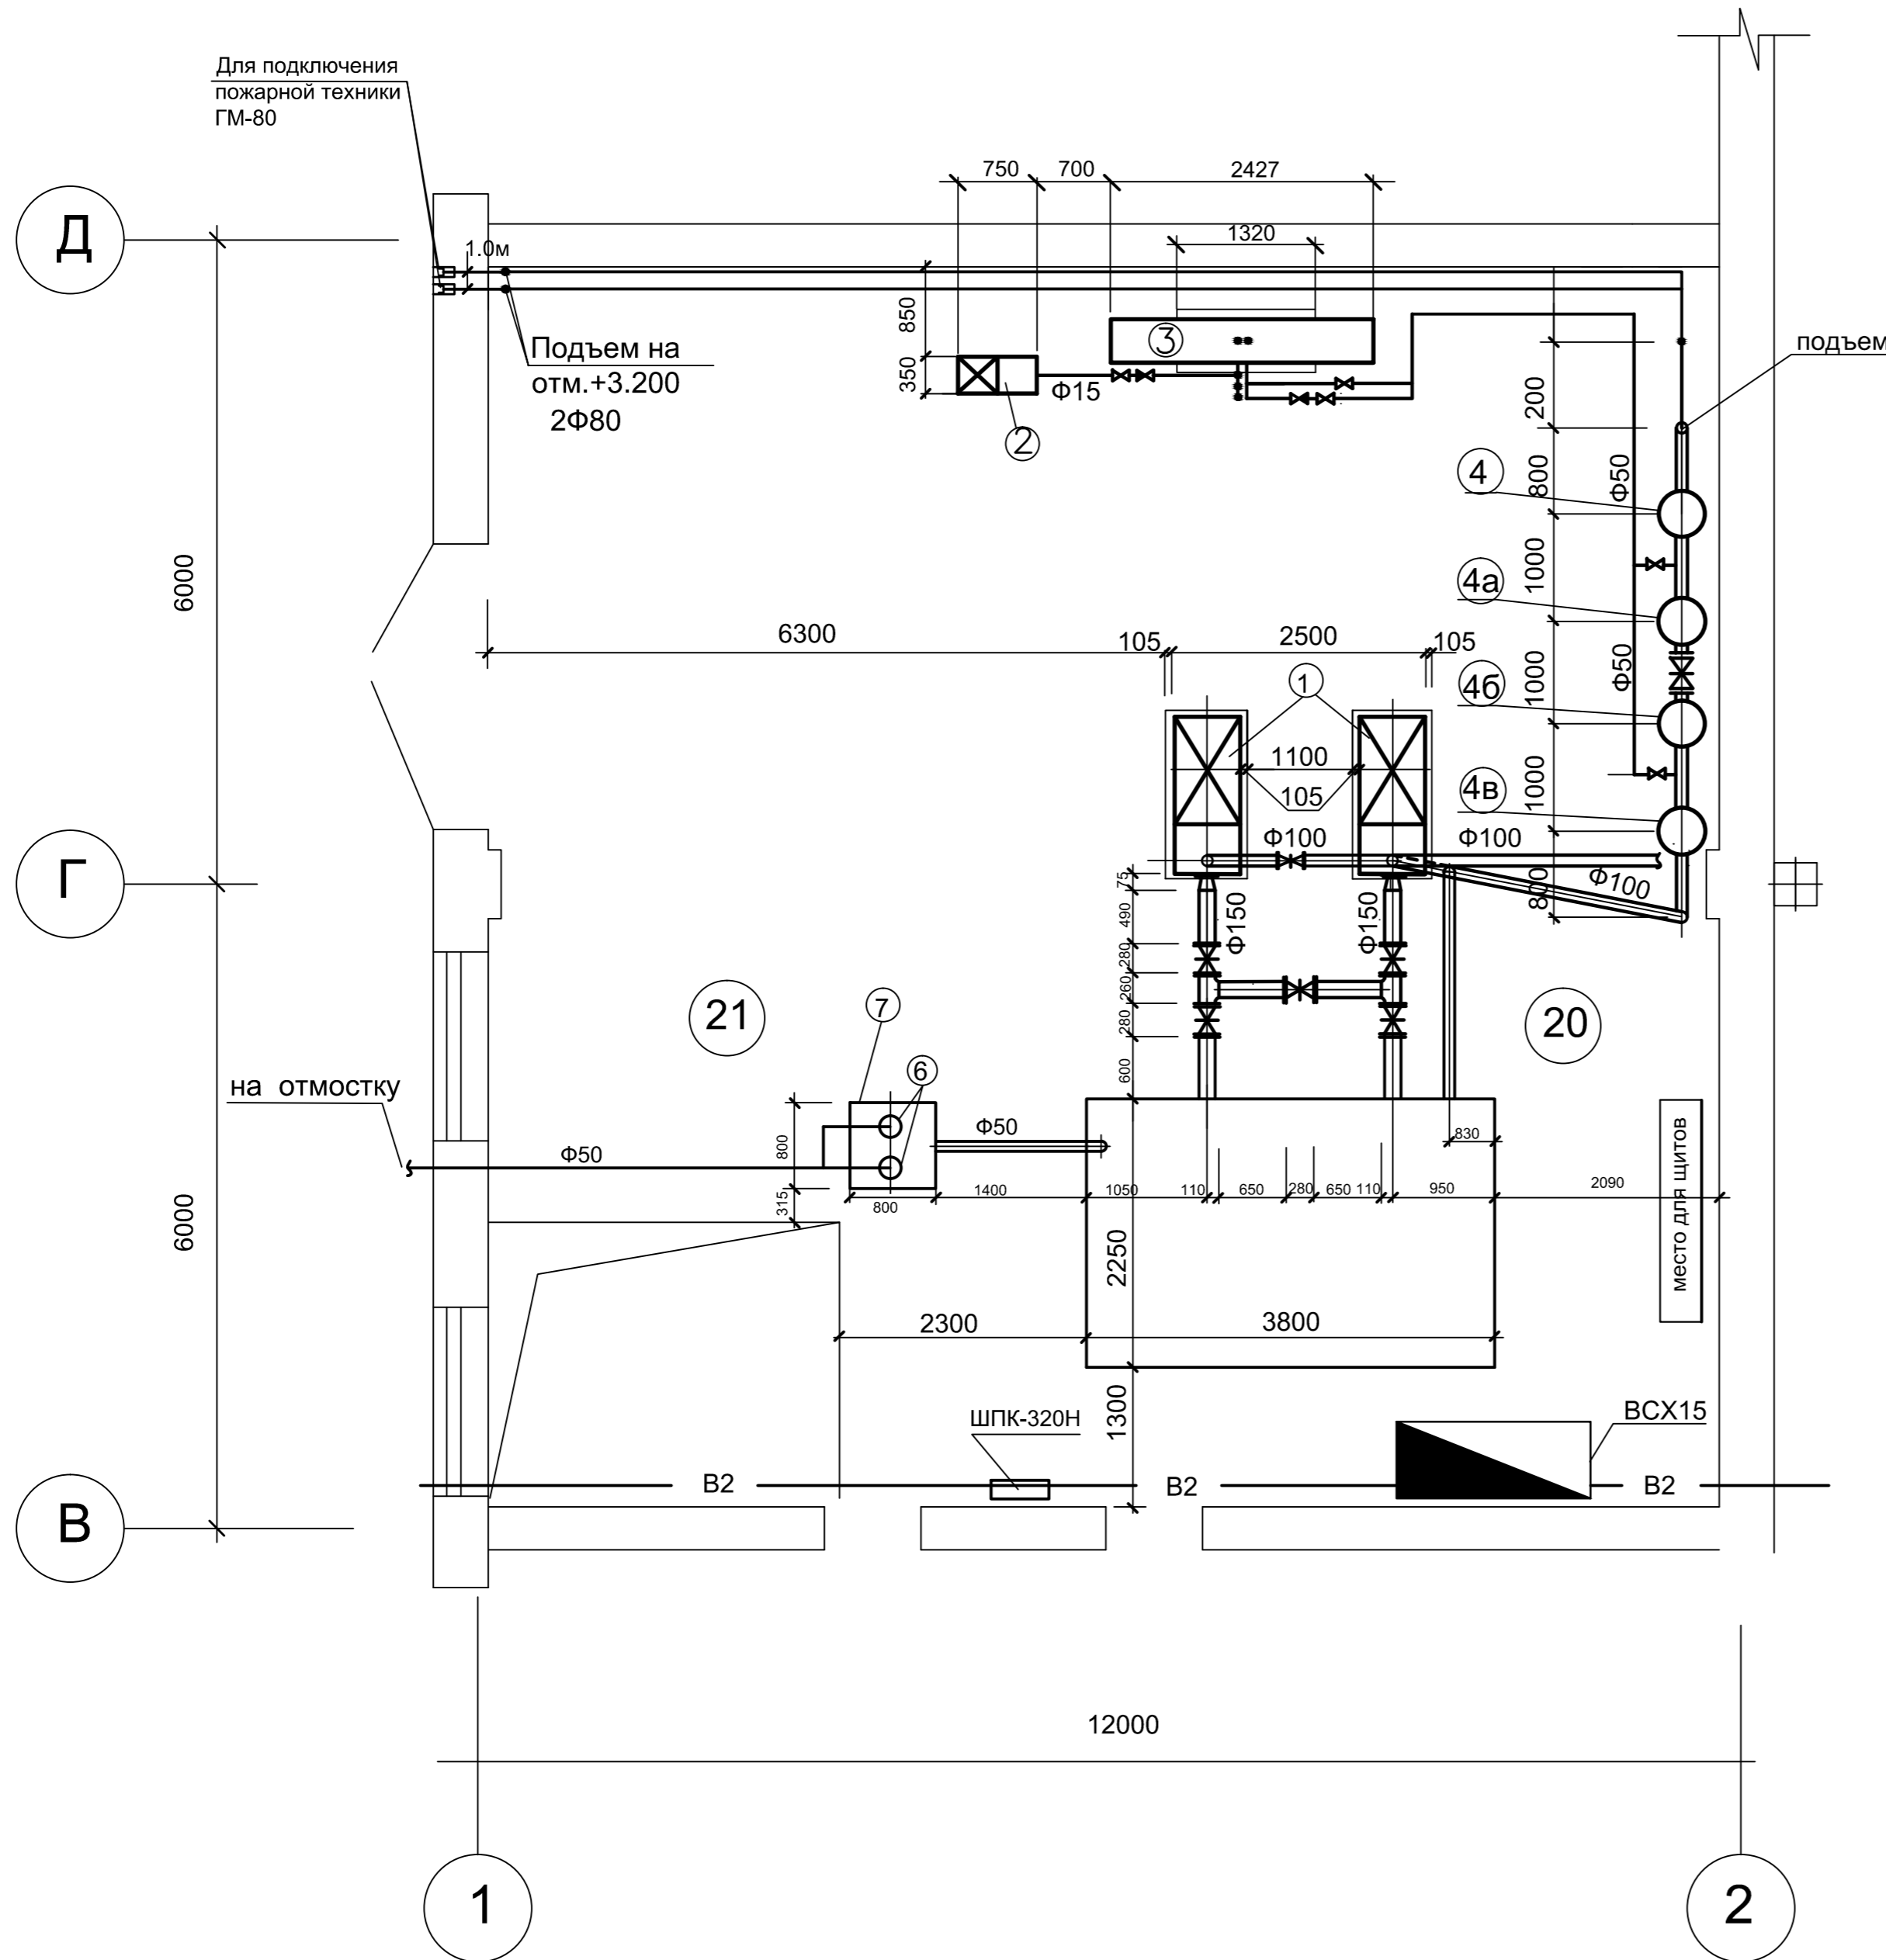 Для подключения
пожарной техники
ГМ-80
Д
1.0м
750
700
2427
1320
850
350
3
Ф15
2
Подъем на
отм.+3.200
2Ф80
подъем
200
800
Ф50
4
1000
4а
1000
Ф50
4б
1000
4в
800
6000
6300
105
2500
105
1
1100
105
Ф100
Ф100
Ф100
Г
75
490
280
260
280
600
Ф150
Ф150
21
20
7
6
на отмостку
Ф50
Ф50
800
315
800
1400
1050
110
650
280
650
110
950
830
2090
место для щитов
6000
2250
2300
3800
1300
ШПК-320Н
ВСХ15
В
В2
В2
В2
12000
1
2